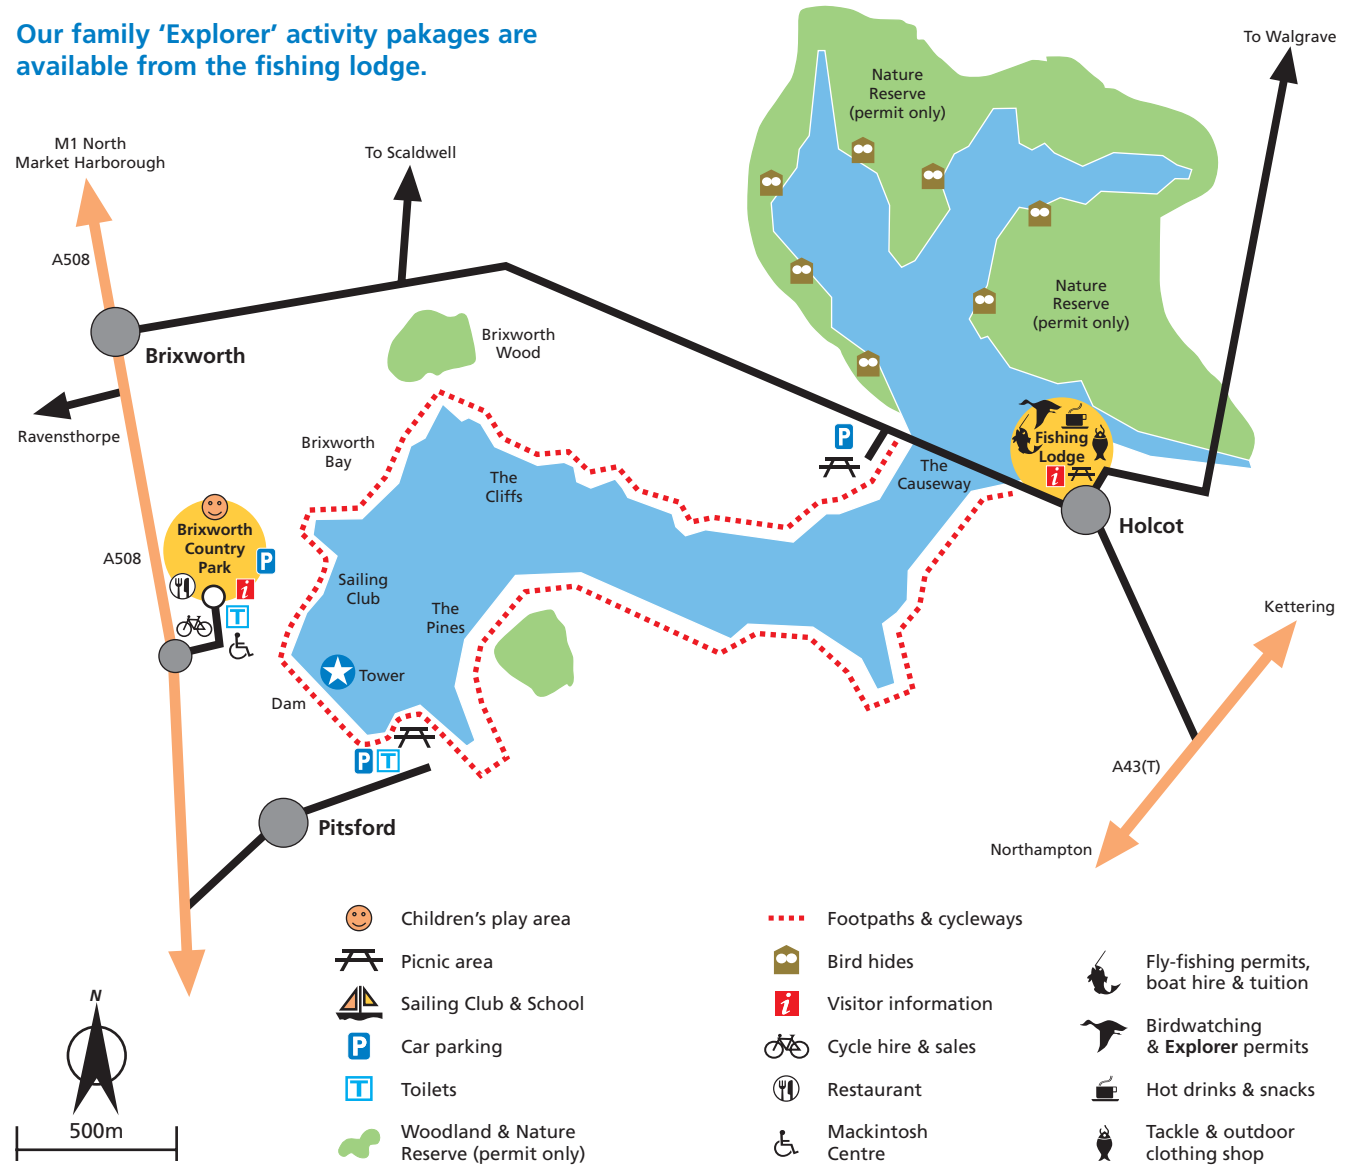 Our family ‘Explorer’ activity pakages are
available from the fishing lodge.
To Walgrave
Nature
Reserve
(permit only)
M1 North
Market Harborough
To Scaldwell
A508
Nature
Reserve
(permit only)
Brixworth
Wood
Brixworth
Ravensthorpe
Brixworth
Bay
P
Fishing
Lodge
i
The
Causeway
The
Cliffs
Holcot
Brixworth
Country
Park
P
i
T
A508
Sailing
Club
The
Pines
Kettering
Tower
Dam
P
T
A43(T)
Pitsford
Northampton
Children’s play area
Picnic area
Sailing Club & School
P
Car parking
T
Toilets
Woodland & Nature
Reserve (permit only)
Footpaths & cycleways
Bird hides
i
Visitor information
Cycle hire & sales
Restaurant
Mackintosh
Centre
Fly-fishing permits,
boat hire & tuition
Birdwatching
& Explorer permits
Hot drinks & snacks
Tackle & outdoor
clothing shop
N
500m